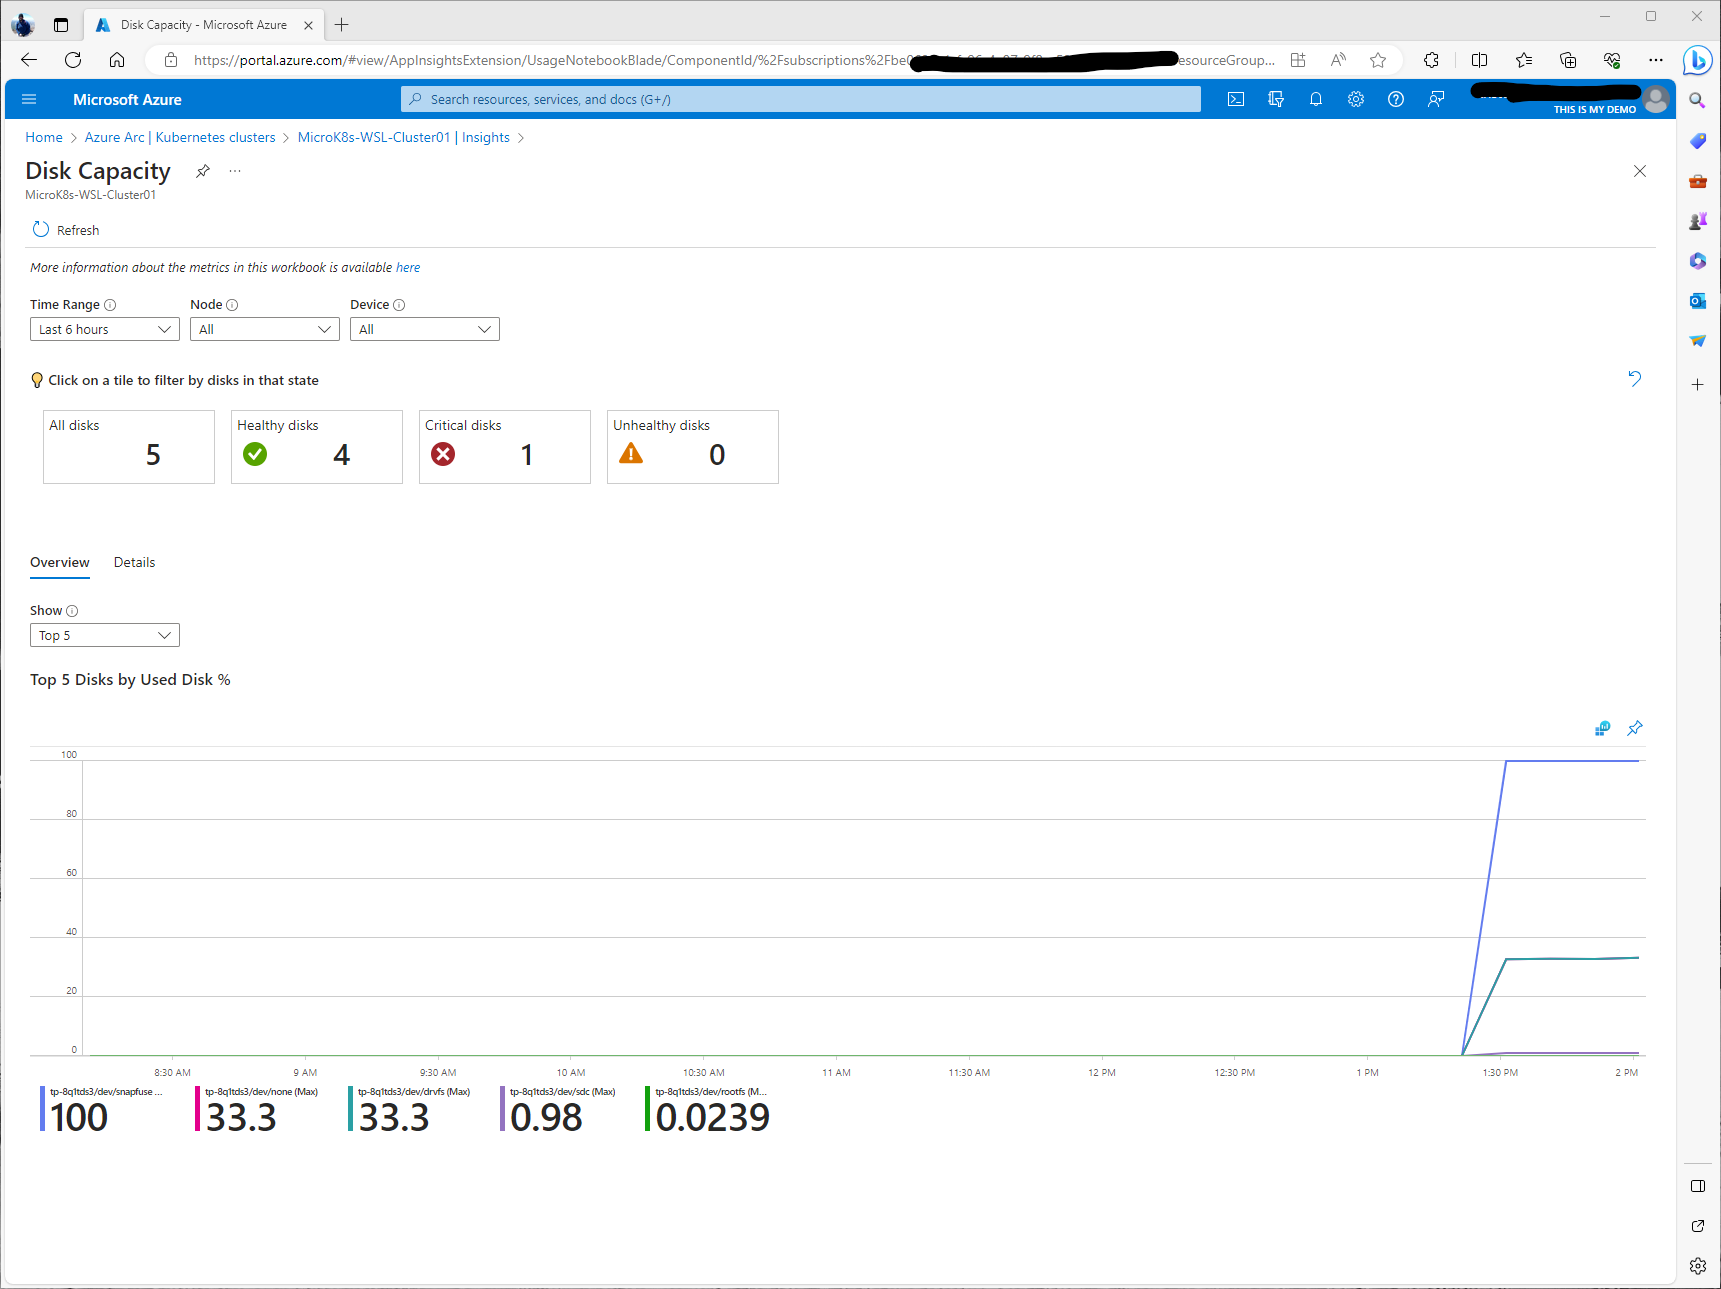 Disk Capacity - Microsoft Azure
https://portal.azure.com/#view/AppInsightsExtension/UsageNotebookBlade/ComponentId/%2Fsubscriptions%2Fbe esourceGroup...
Microsoft Azure
Search resources, services, and docs (G+/)
THIS IS MY DEMO
Home > Azure Arc | Kubernetes clusters > MicroK8s-WSL-Cluster01 | Insights >
Disk Capacity
...
MicroK8s-WSL-Cluster01
Refresh
More information about the metrics in this workbook is available here
Time Range Node Device
Last 6 hours All All
Click on a tile to filter by disks in that state
All disks
5
Healthy disks
4
Critical disks
1
Unhealthy disks
0
Overview Details
Show
Top 5
Top 5 Disks by Used Disk %
100
80
60
40
20
0
8:30 AM 9 AM 9:30 AM 10 AM 10:30 AM 11 AM 11:30 AM 12 PM 12:30 PM 1 PM 1:30 PM 2 PM
tp-8q1tds3/dev/snapfuse ...
100
tp-8q1tds3/dev/none (Max)
33.3
tp-8q1tds3/dev/drvfs (Max)
33.3
tp-8q1tds3/dev/sdc (Max)
0.98
tp-8q1tds3/dev/rootfs (M...
0.0239